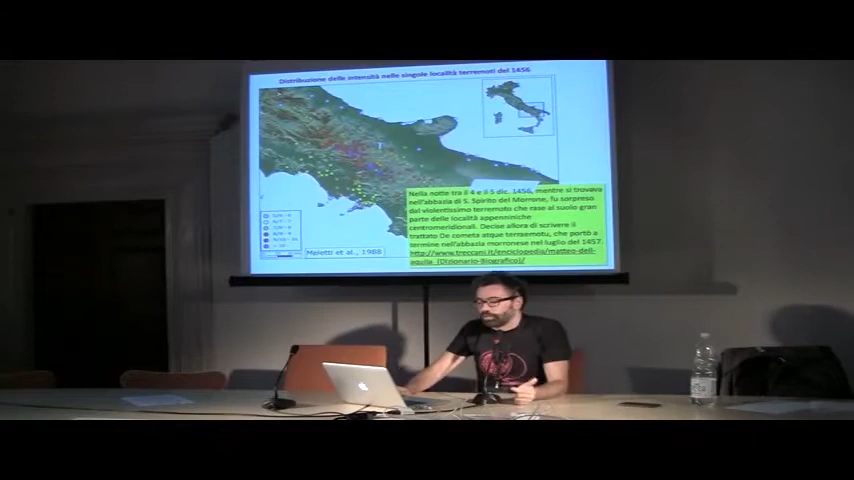 Distribuzione delle intensità nelle singole località terremoti del 1456
Nella notte tra il 4 e il 5 dic. 1456, mentre si trovava
nell'abbazia di S. Spirito del Morrone, fu sorpreso
dal violentissimo terremoto che rase al suolo gran
parte delle località appenniniche
centromeridionali. Decise allora di scrivere il
trattato De cometa atque terraemotu, che portò a
termine nell'abbazia morronese nel luglio del 1457.
http://www.treccani.it/enciclopedia/matteo-dell-
aquila_(Dizionario-Biografico)/
Meletti et al., 1988